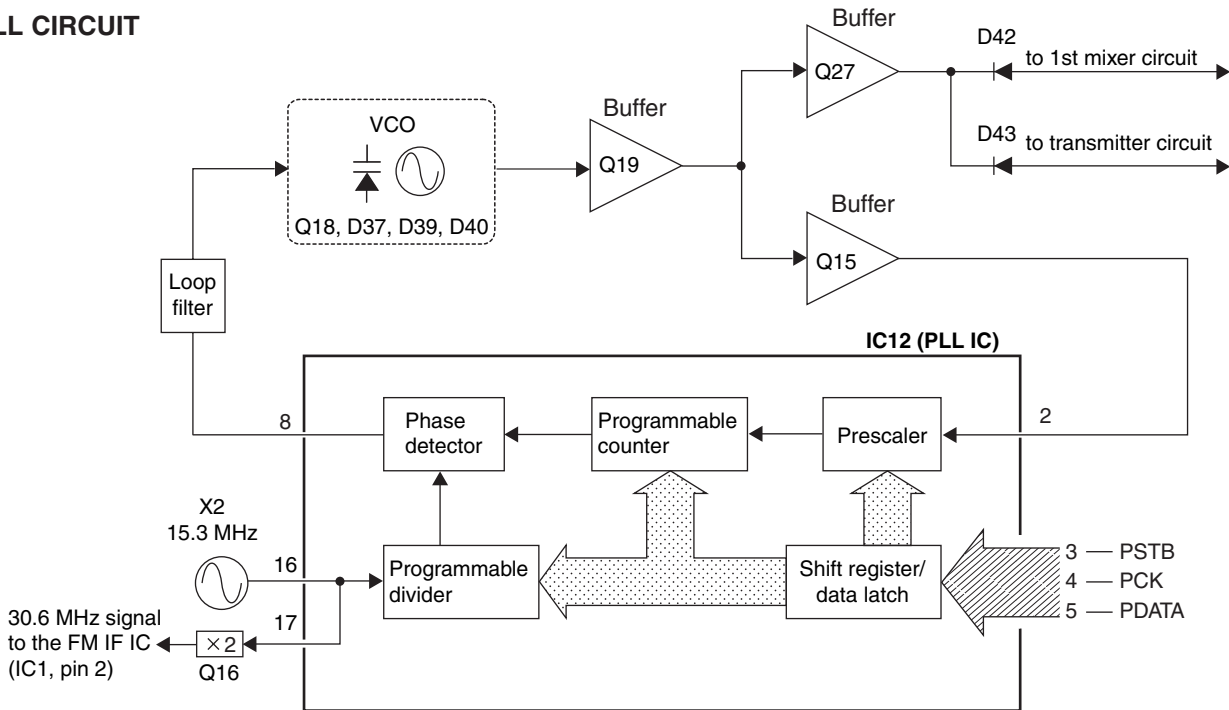 LL CIRCUIT
Buffer
Q27
D42
to 1st mixer circuit
D43
to transmitter circuit
VCO
Q18, D37, D39, D40
Buffer
Q19
Buffer
Q15
Loop
filter
IC12 (PLL IC)
8
Phase
detector
Programmable
counter
Prescaler
2
X2
15.3 MHz
16
Programmable
divider
Shift register/
data latch
3 — PSTB
4 — PCK
5 — PDATA
17
30.6 MHz signal
to the FM IF IC
(IC1, pin 2)
×2
Q16